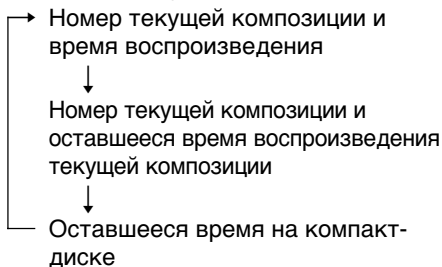 Номер текущей композиции и
время воспроизведения
Номер текущей композиции и
оставшееся время воспроизведения
текущей композиции
Оставшееся время на компакт-
диске